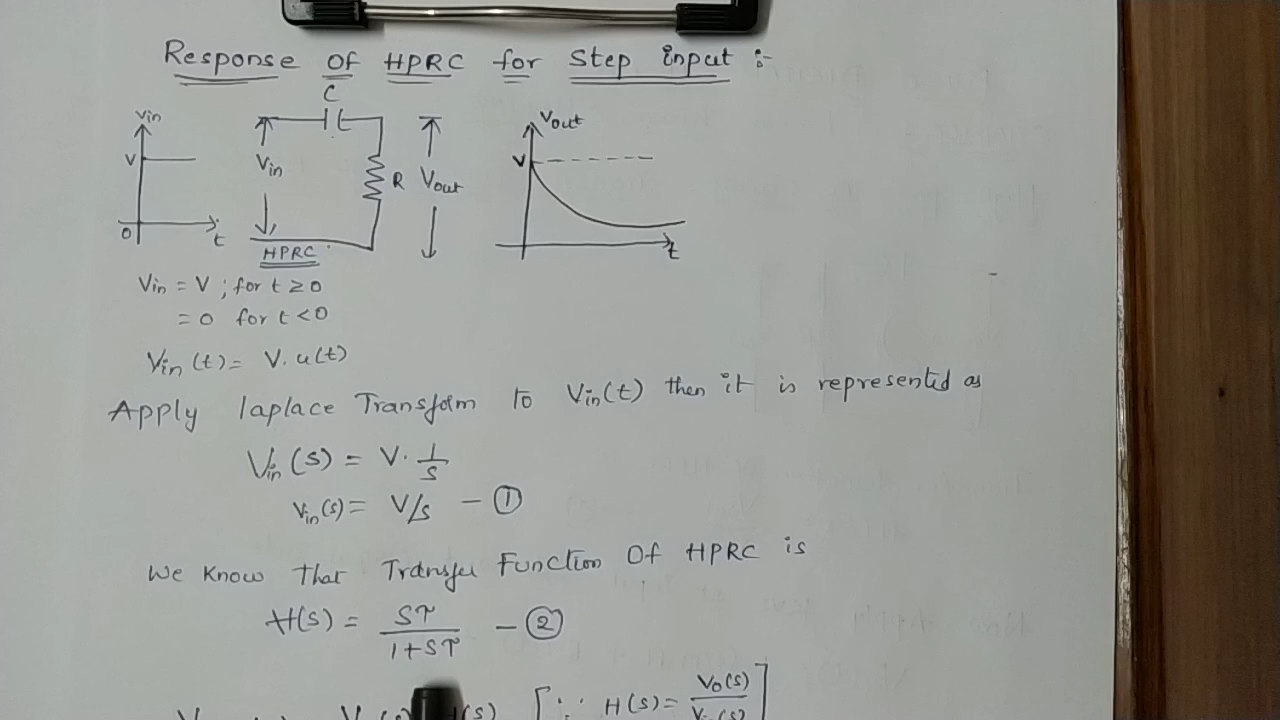 Response Of HPRC for Step input :-
Vin
V
0
t
C
Vin
R
Vout
HPRC
Vout
V
t
Vin = V ; for t ≥ 0
= 0 for t < 0
Vin (t) = V. u(t)
Apply laplace Transform to Vin(t) then it is represented as
Vin (s) = V. 1/s
Vin (s) = V/s - ①
We Know That Transfer Function Of HPRC is
H(s) = Sτ / 1+Sτ - ②
[∵ H(s) = Vo(s) / Vin(s)]